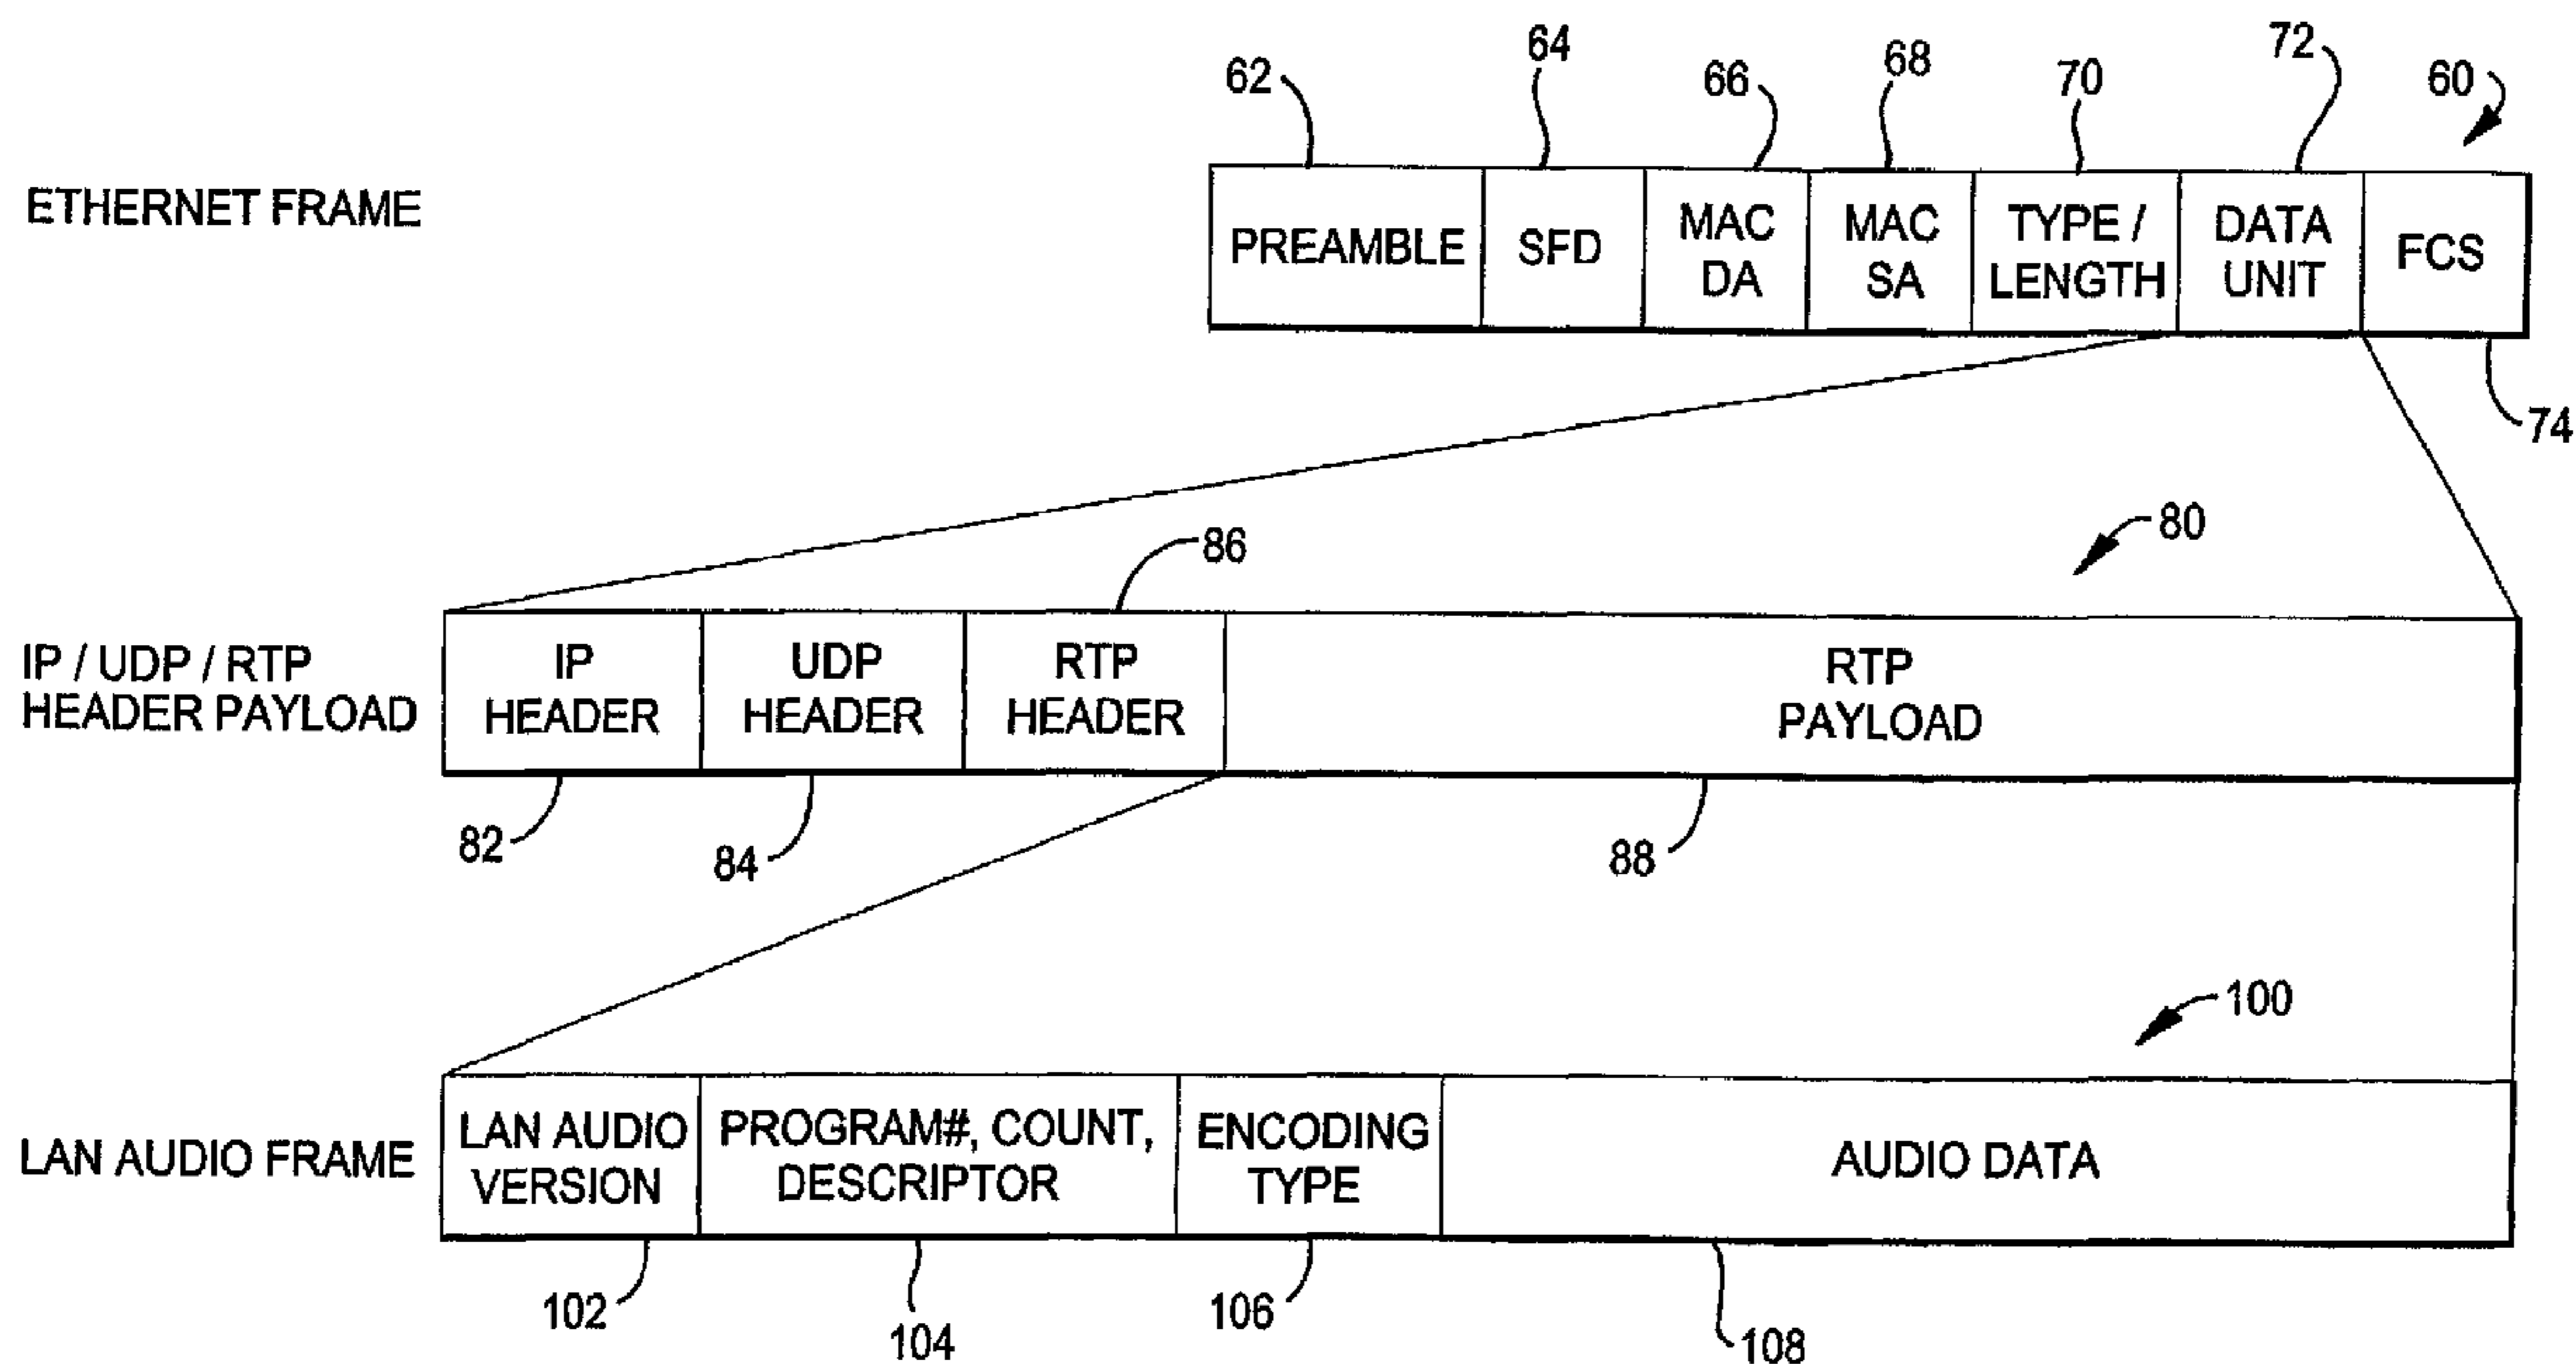 62
64
66
68
70
72
60
ETHERNET FRAME
PREAMBLE
SFD
MAC
DA
MAC
SA
TYPE /
LENGTH
DATA
UNIT
FCS
74
80
86
IP / UDP / RTP
HEADER PAYLOAD
IP
HEADER
UDP
HEADER
RTP
HEADER
RTP
PAYLOAD
82
84
88
100
LAN AUDIO FRAME
LAN AUDIO
VERSION
PROGRAM#, COUNT,
DESCRIPTOR
ENCODING
TYPE
AUDIO DATA
102
104
106
108